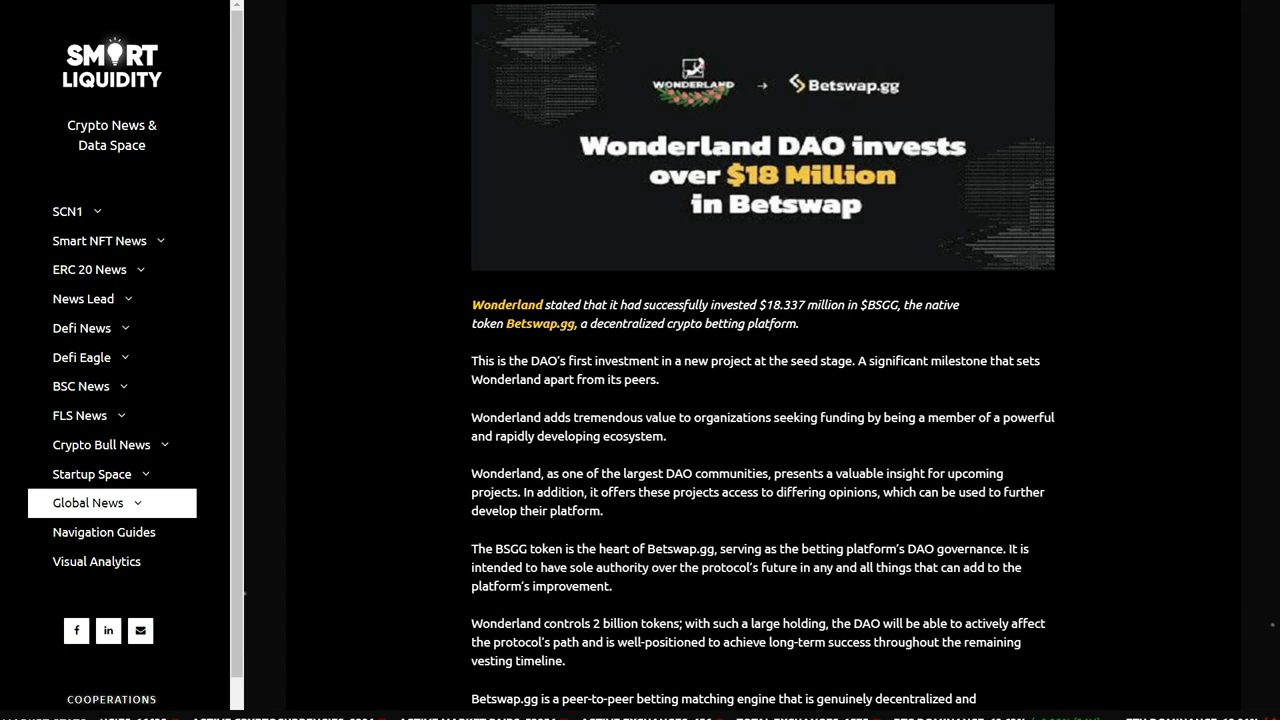 SMART
LIQUIDITY
Crypto News &
Data Space
SCN1
Smart NFT News
ERC 20 News
News Lead
Defi News
Defi Eagle
BSC News
FLS News
Crypto Bull News
Startup Space
Global News
Navigation Guides
Visual Analytics
COOPERATIONS
WONDERLAND → Betswap.gg
Wonderland DAO invests
over $18 Million
in Betswap
Wonderland stated that it had successfully invested $18.337 million in $BSGG, the native
token Betswap.gg, a decentralized crypto betting platform.
This is the DAO’s first investment in a new project at the seed stage. A significant milestone that sets
Wonderland apart from its peers.
Wonderland adds tremendous value to organizations seeking funding by being a member of a powerful
and rapidly developing ecosystem.
Wonderland, as one of the largest DAO communities, presents a valuable insight for upcoming
projects. In addition, it offers these projects access to differing opinions, which can be used to further
develop their platform.
The BSGG token is the heart of Betswap.gg, serving as the betting platform’s DAO governance. It is
intended to have sole authority over the protocol’s future in any and all things that can add to the
platform’s improvement.
Wonderland controls 2 billion tokens; with such a large holding, the DAO will be able to actively affect
the protocol’s path and is well-positioned to achieve long-term success throughout the remaining
vesting timeline.
Betswap.gg is a peer-to-peer betting matching engine that is genuinely decentralized and